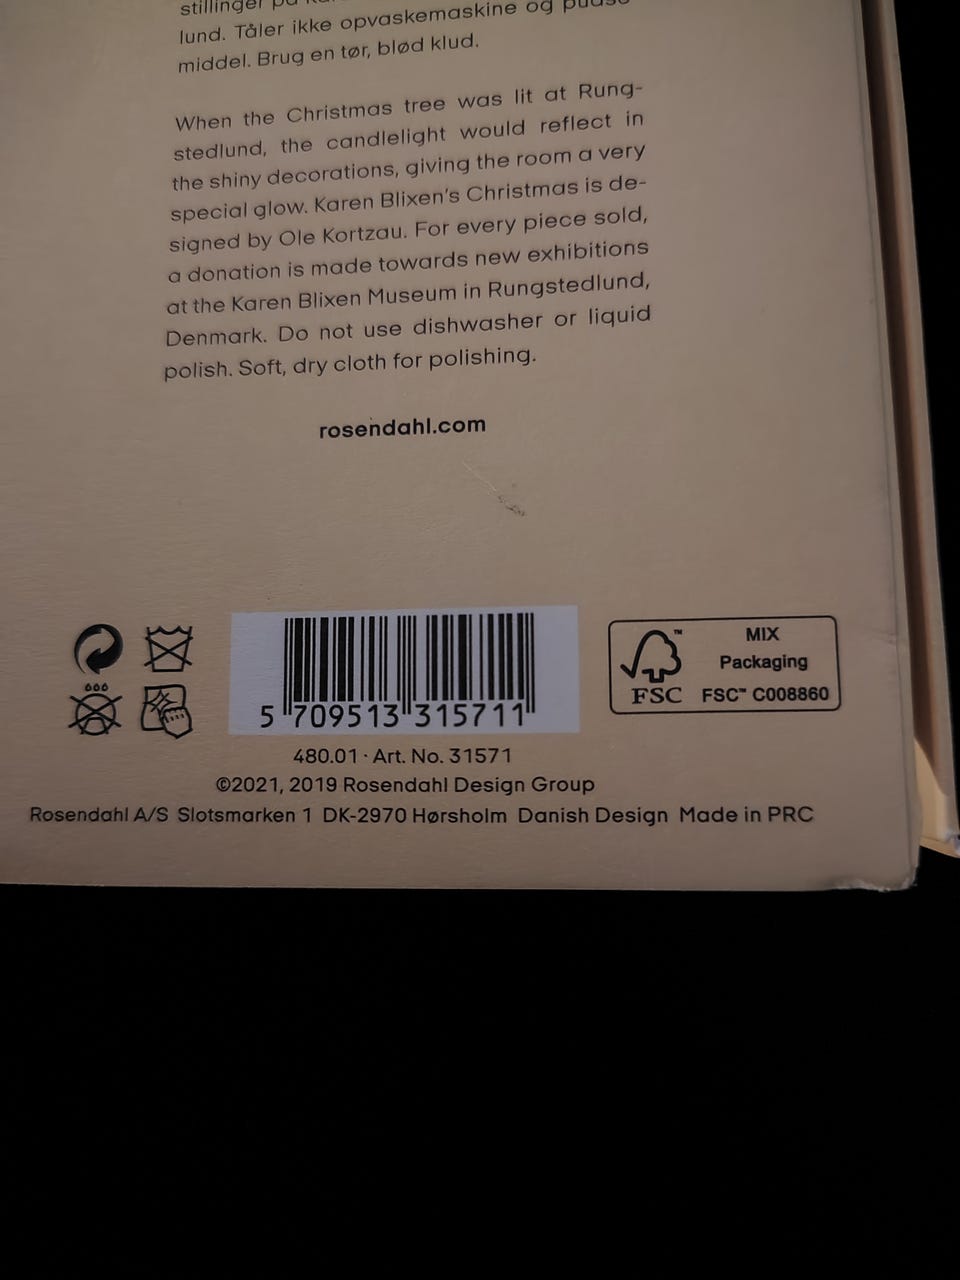 stillinger på
lund. Tåler ikke opvaskemaskine og pudse-
middel. Brug en tør, blød klud.
When the Christmas tree was lit at Rung-
stedlund, the candlelight would reflect in
the shiny decorations, giving the room a very
special glow. Karen Blixen's Christmas is de-
signed by Ole Kortzau. For every piece sold,
a donation is made towards new exhibitions
at the Karen Blixen Museum in Rungstedlund,
Denmark. Do not use dishwasher or liquid
polish. Soft, dry cloth for polishing.
rosendahl.com
5 709513 315711
FSC™
MIX
Packaging
FSC™ C008860
480.01 · Art. No. 31571
©2021, 2019 Rosendahl Design Group
Rosendahl A/S Slotsmarken 1 DK-2970 Hørsholm Danish Design Made in PRC